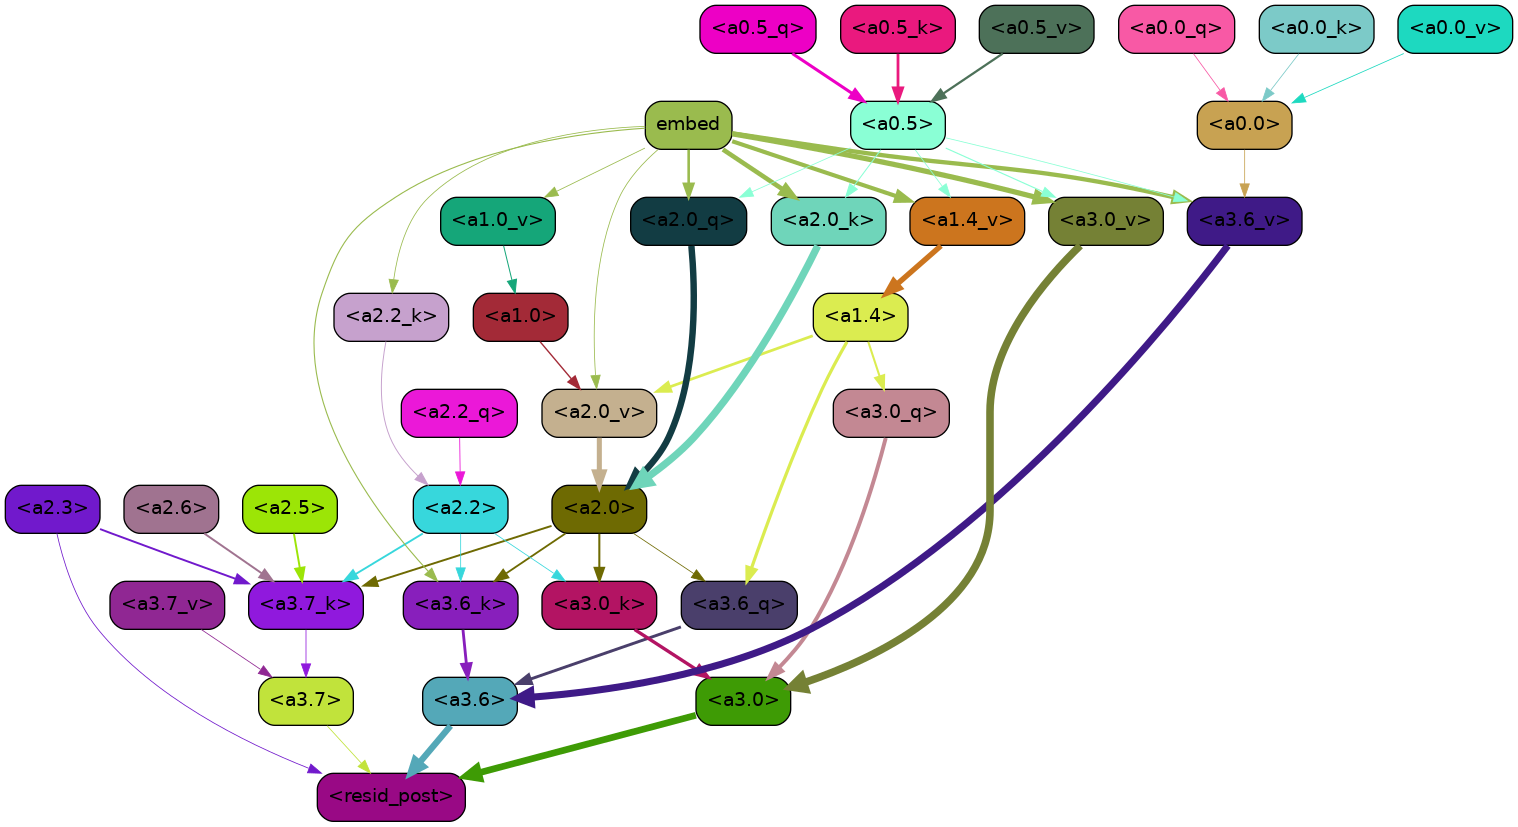 <a0.5_q> <a0.5_k> <a0.5_v> <a0.0_q> <a0.0_k> <a0.0_v>
embed <a0.5> <a0.0>
<a1.0_v> <a2.0_q> <a2.0_k> <a1.4_v> <a3.0_v> <a3.6_v>
<a2.2_k> <a1.0> <a1.4>
<a2.2_q> <a2.0_v> <a3.0_q>
<a2.3> <a2.6> <a2.5> <a2.2> <a2.0>
<a3.7_v> <a3.7_k> <a3.6_k> <a3.0_k> <a3.6_q>
<a3.7> <a3.6> <a3.0>
<resid_post>